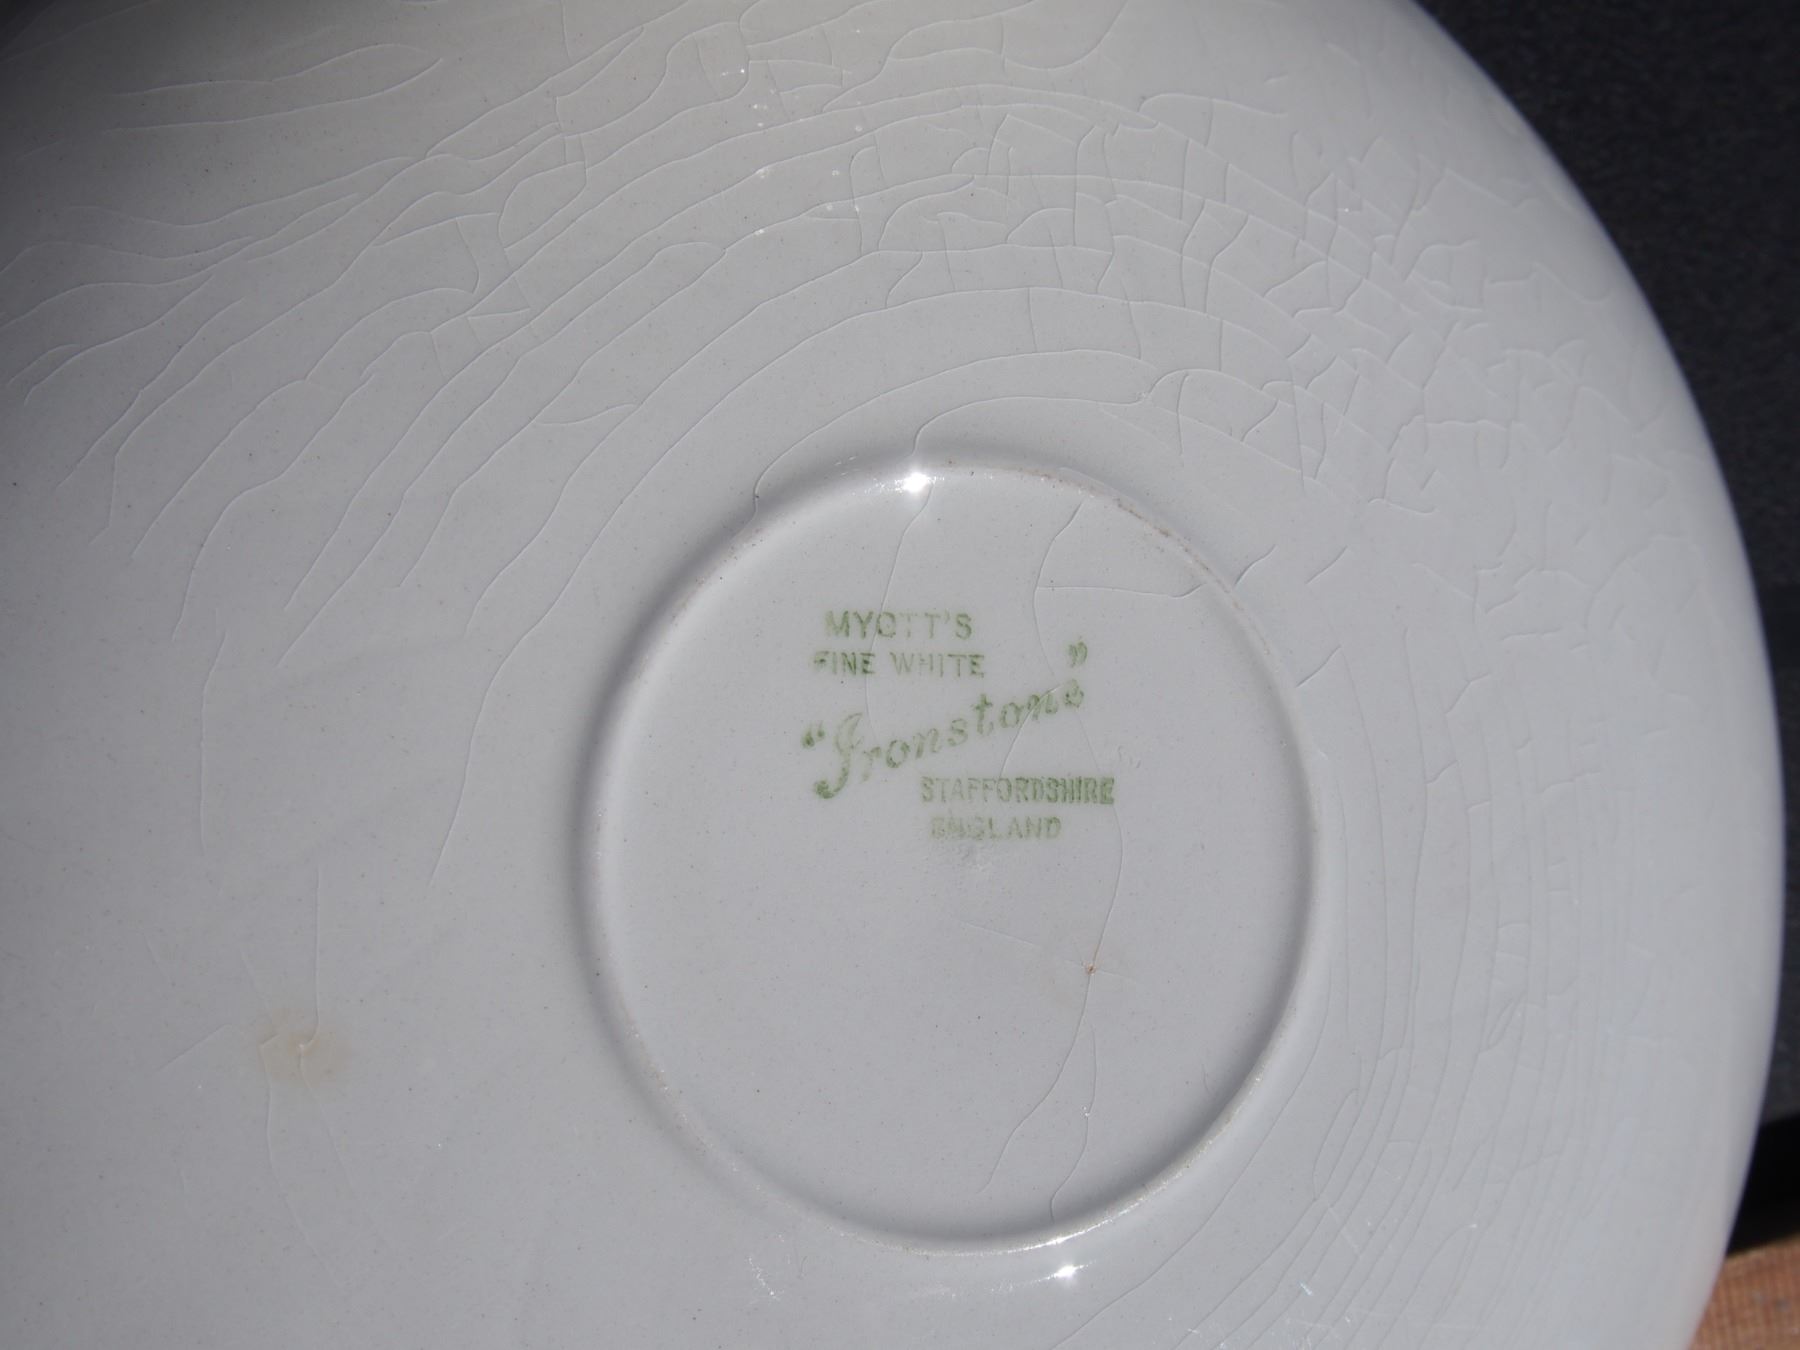 MYOTT'S
FINE WHITE
"Ironstone"
STAFFORDSHIRE
ENGLAND